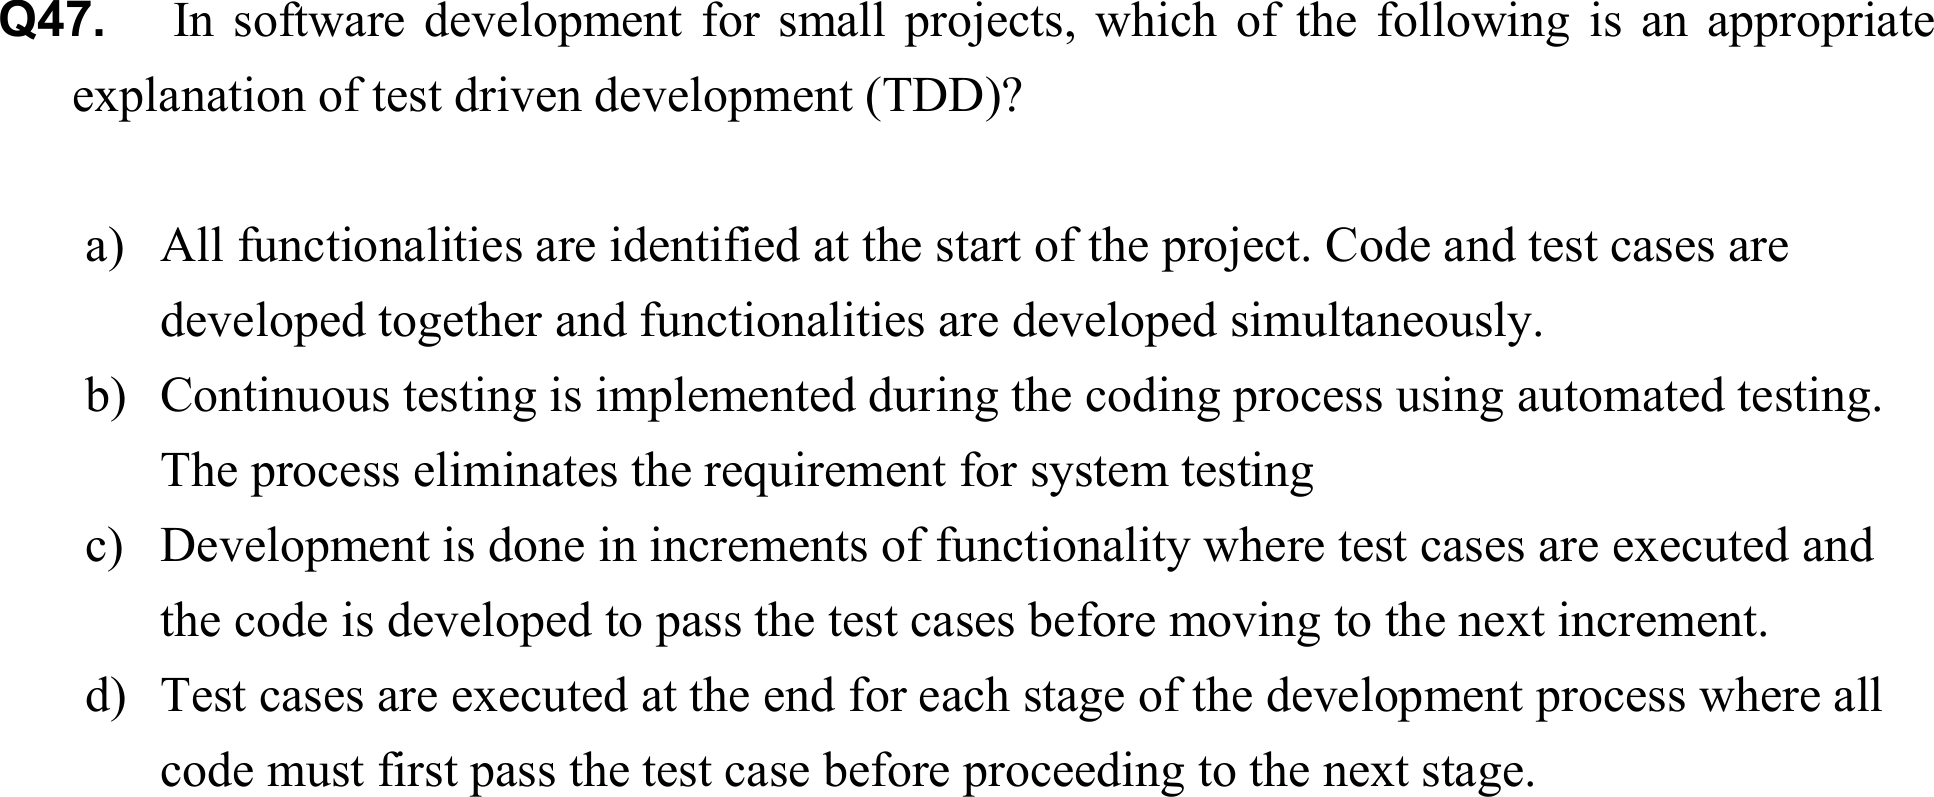 Q47. In software development for small projects, which of the following is an appropriate
explanation of test driven development (TDD)?
a) All functionalities are identified at the start of the project. Code and test cases are
developed together and functionalities are developed simultaneously.
b) Continuous testing is implemented during the coding process using automated testing.
The process eliminates the requirement for system testing
c) Development is done in increments of functionality where test cases are executed and
the code is developed to pass the test cases before moving to the next increment.
d) Test cases are executed at the end for each stage of the development process where all
code must first pass the test case before proceeding to the next stage.